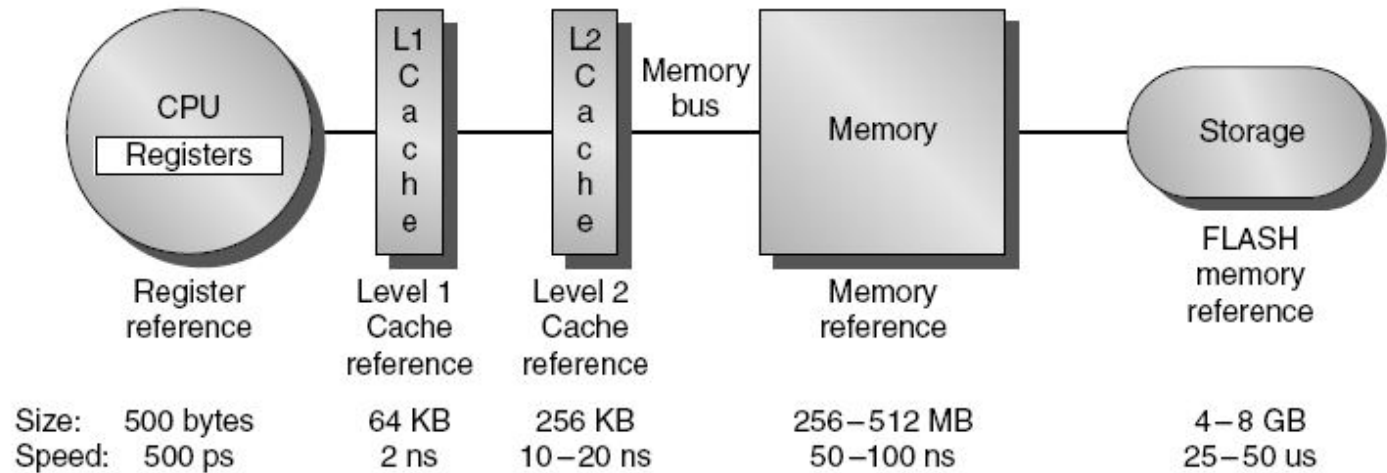 CPU
Registers
L1
C
a
c
h
e
L2
C
a
c
h
e
Memory
bus
Memory
Storage
Register
reference
Level 1
Cache
reference
Level 2
Cache
reference
Memory
reference
FLASH
memory
reference
Size: 500 bytes 64 KB 256 KB 256–512 MB 4–8 GB
Speed: 500 ps 2 ns 10–20 ns 50–100 ns 25–50 us